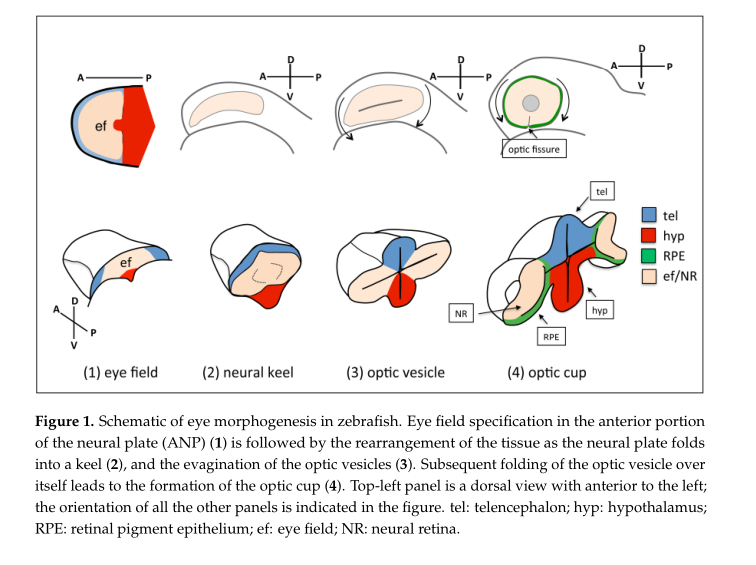 A P
D
A P
V
D
A P
V
D
A P
V
ef
optic fissure
tel
tel
hyp
RPE
ef/NR
ef
D
A
P
V
NR
RPE
hyp
(1) eye field
(2) neural keel
(3) optic vesicle
(4) optic cup
Figure 1. Schematic of eye morphogenesis in zebrafish. Eye field specification in the anterior portion
of the neural plate (ANP) (1) is followed by the rearrangement of the tissue as the neural plate folds
into a keel (2), and the evagination of the optic vesicles (3). Subsequent folding of the optic vesicle over
itself leads to the formation of the optic cup (4). Top-left panel is a dorsal view with anterior to the left;
the orientation of all the other panels is indicated in the figure. tel: telencephalon; hyp: hypothalamus;
RPE: retinal pigment epithelium; ef: eye field; NR: neural retina.